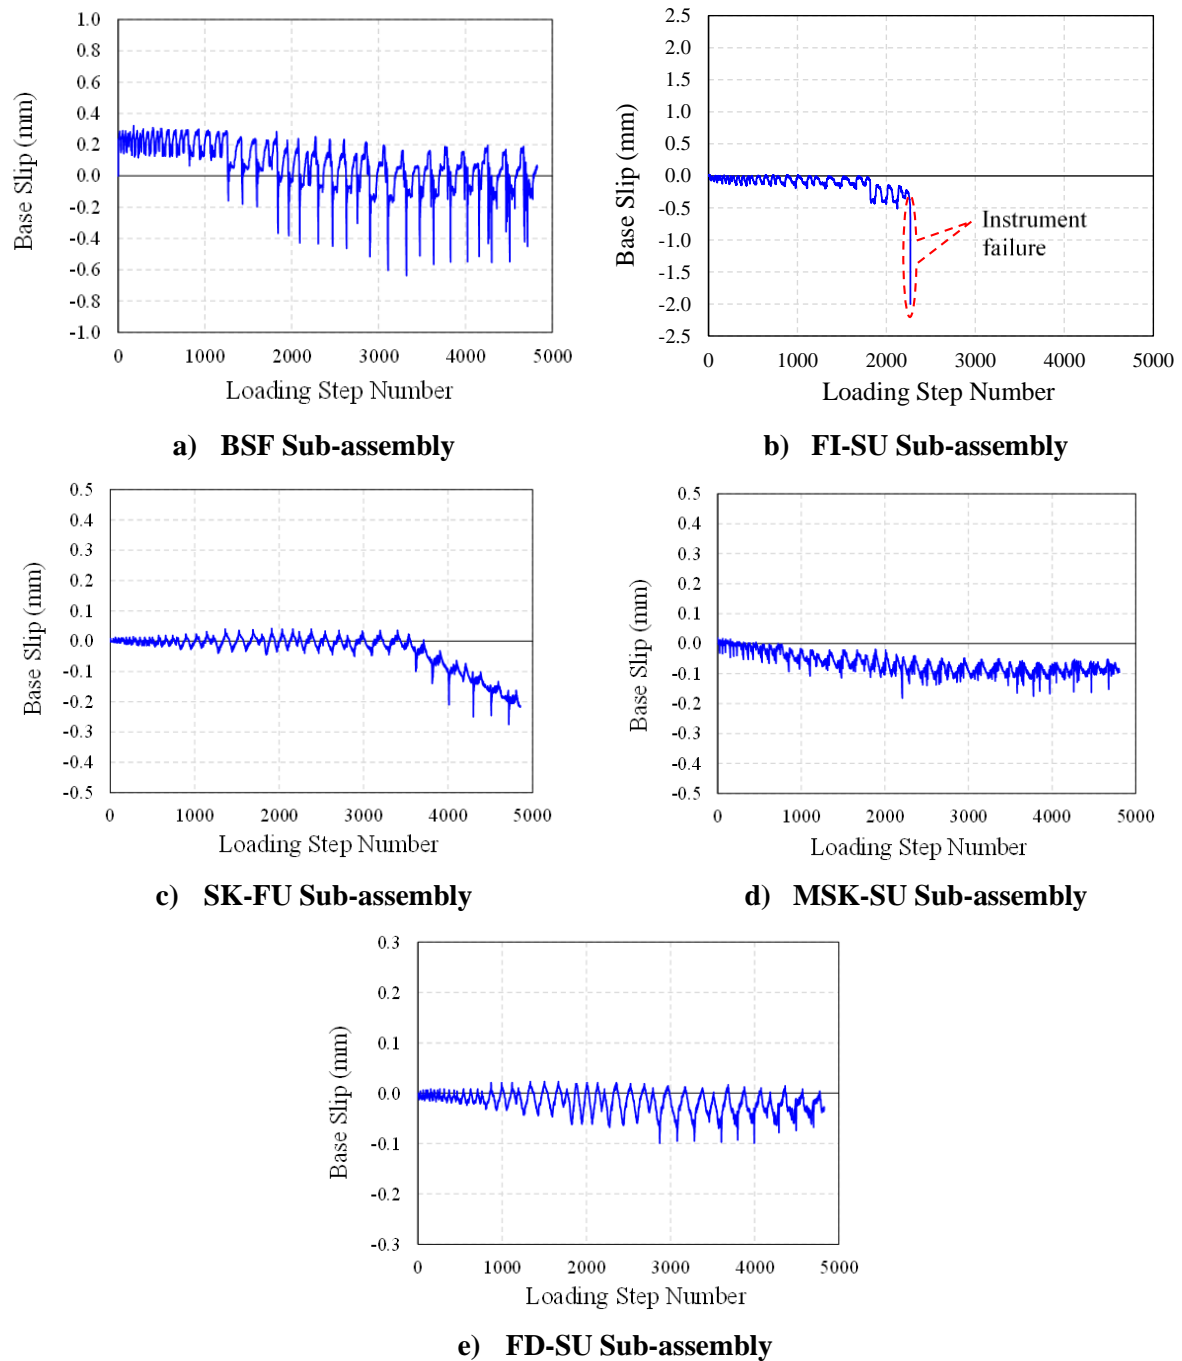 1.0
0.8
0.6
0.4
0.2
0.0
-0.2
-0.4
-0.6
-0.8
-1.0
Base Slip (mm)
0 1000 2000 3000 4000 5000
Loading Step Number
a) BSF Sub-assembly
2.5
2.0
1.5
1.0
0.5
0.0
-0.5
-1.0
-1.5
-2.0
-2.5
Base Slip (mm)
Instrument
failure
0 1000 2000 3000 4000 5000
Loading Step Number
b) FI-SU Sub-assembly
0.5
0.4
0.3
0.2
0.1
0.0
-0.1
-0.2
-0.3
-0.4
-0.5
Base Slip (mm)
0 1000 2000 3000 4000 5000
Loading Step Number
c) SK-FU Sub-assembly
0.5
0.4
0.3
0.2
0.1
0.0
-0.1
-0.2
-0.3
-0.4
-0.5
Base Slip (mm)
0 1000 2000 3000 4000 5000
Loading Step Number
d) MSK-SU Sub-assembly
0.3
0.2
0.1
0.0
-0.1
-0.2
-0.3
Base Slip (mm)
0 1000 2000 3000 4000 5000
Loading Step Number
e) FD-SU Sub-assembly